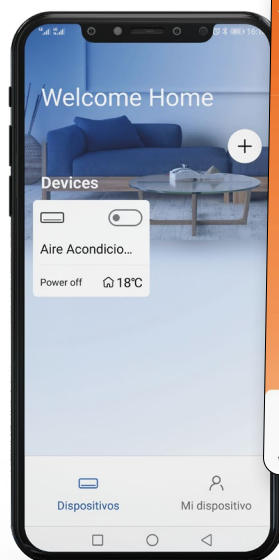 Welcome Home
Devices
Aire Acondicio...
Power off 18°C
Dispositivos Mi dispositivo